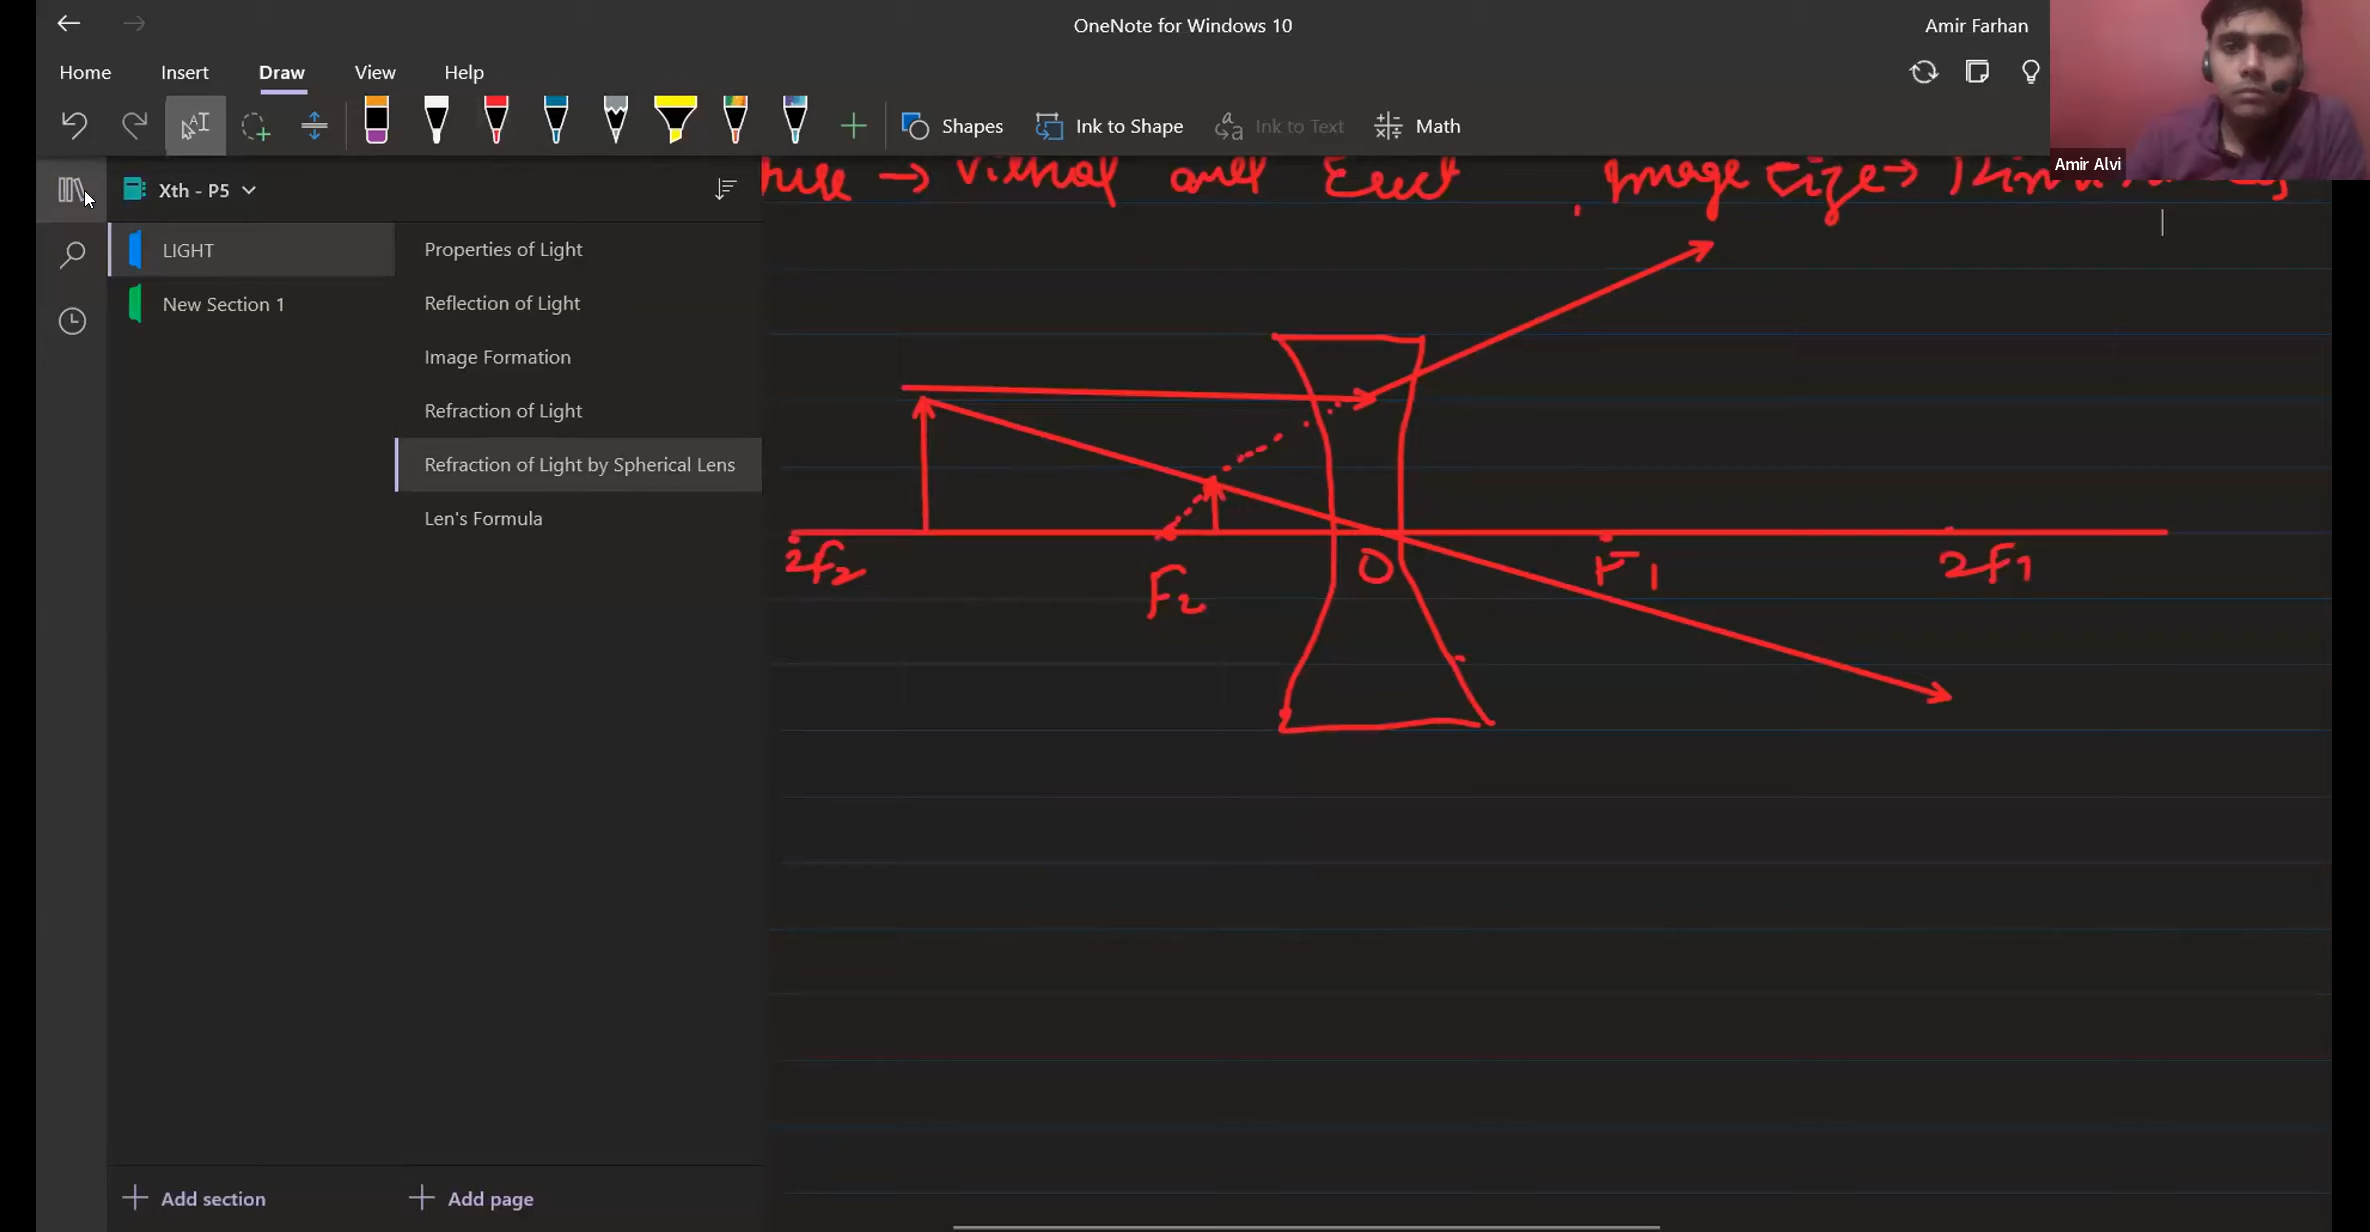 OneNote for Windows 10
Amir Farhan
Home Insert Draw View Help
Shapes Ink to Shape Ink to Text Math
Amir Alvi
Xth - P5
→ and Erect , Image size →
LIGHT
New Section 1
Properties of Light
Reflection of Light
Image Formation
Refraction of Light
Refraction of Light by Spherical Lens
Len's Formula
2f2 F2 O F1 2F1
Add section
Add page